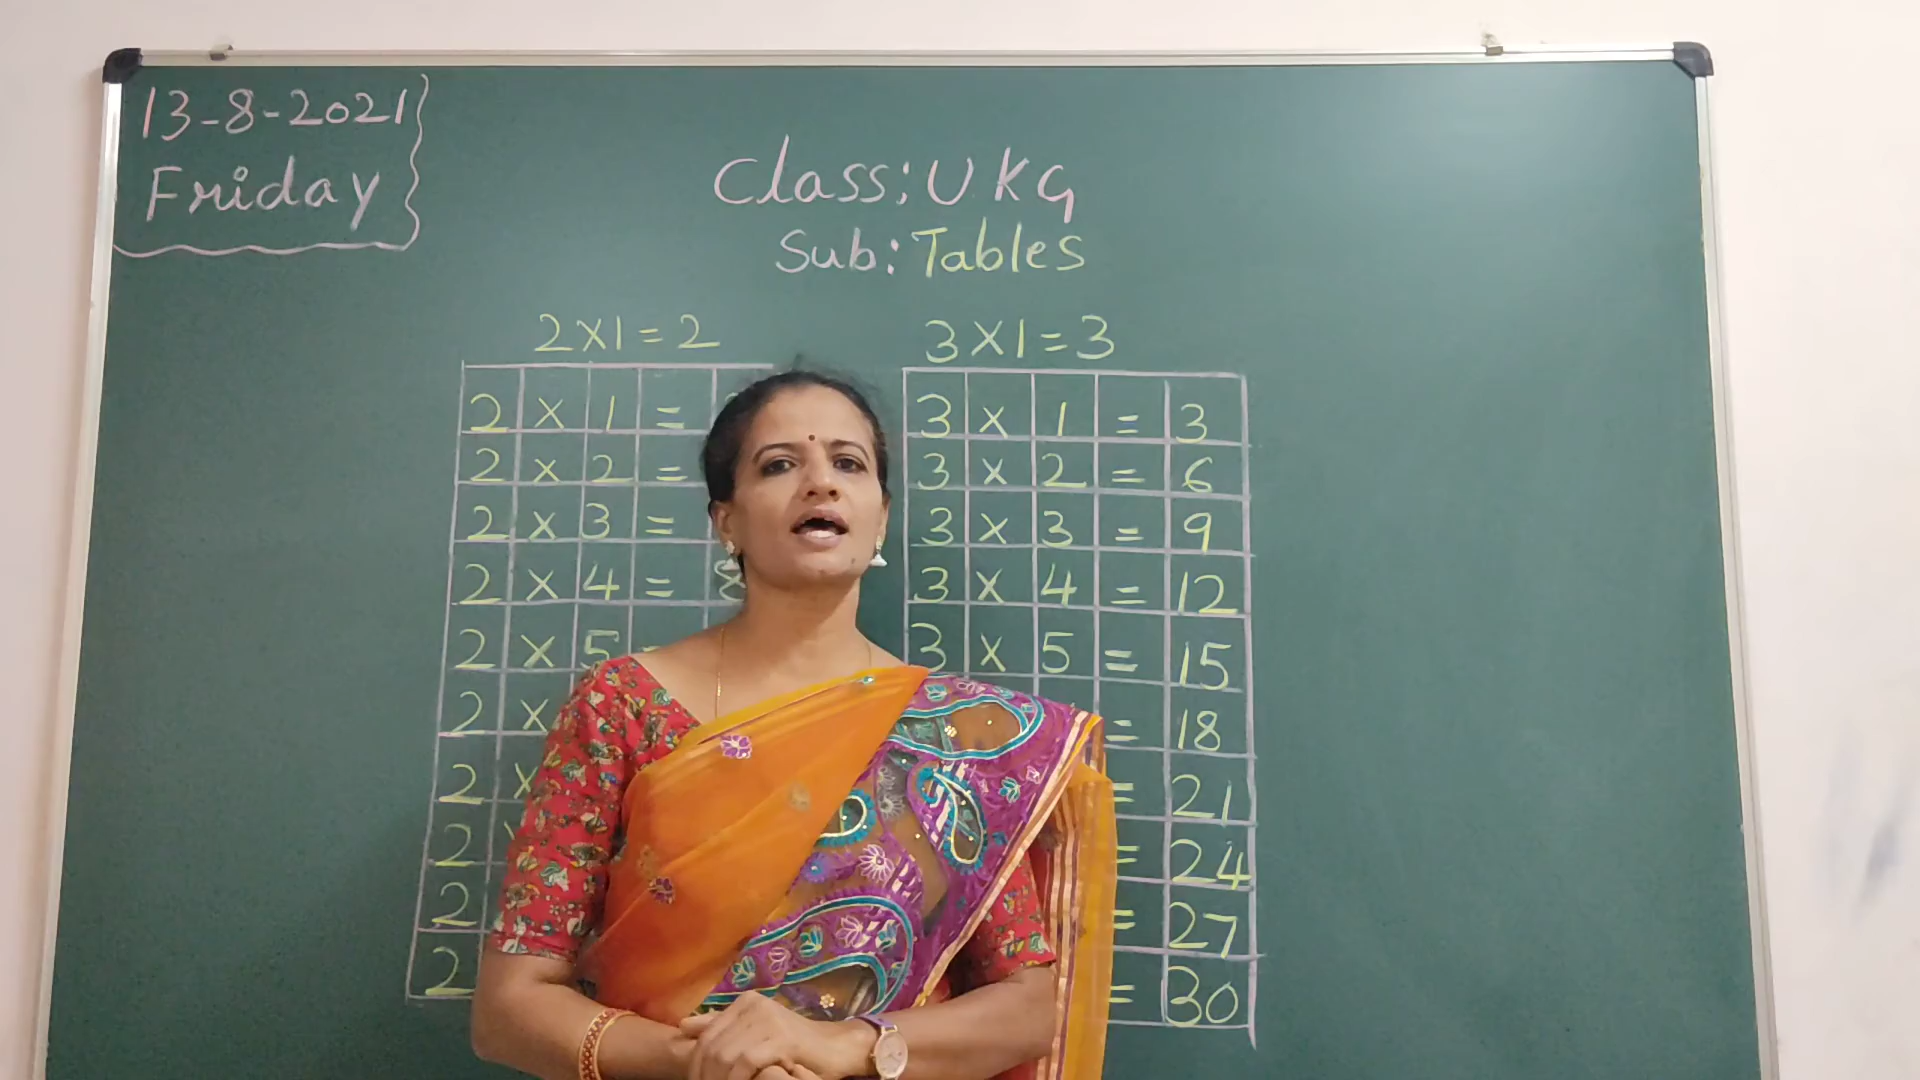 13-8-2021
Friday
Class: UKG
Sub: Tables
2X1=2
2 x 1 =
2 x 2 =
2 x 3 =
2 x 4 = 8
2 x 5 =
2 x
2 x
2
2
2
3X1=3
3 x 1 = 3
3 x 2 = 6
3 x 3 = 9
3 x 4 = 12
3 x 5 = 15
= 18
= 21
= 24
= 27
= 30